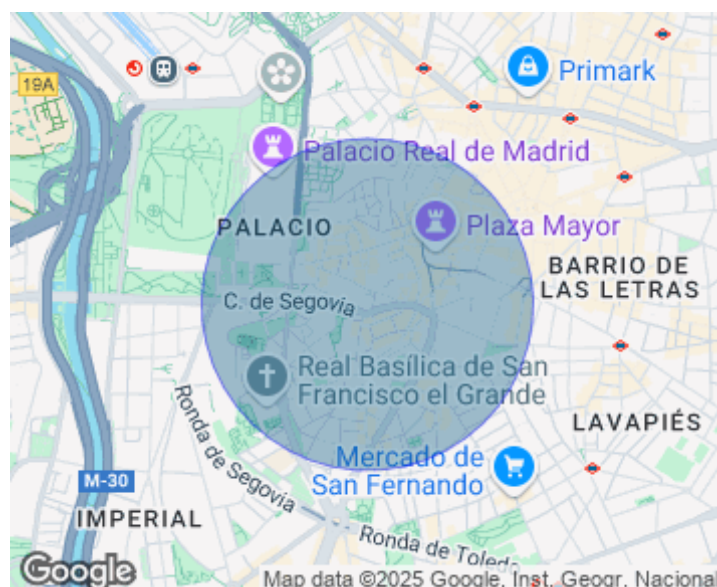 19A
Primark
Palacio Real de Madrid
PALACIO
Plaza Mayor
BARRIO DE
LAS LETRAS
C. de Segovia
Real Basílica de San
Francisco el Grande
Ronda de Segovia
LAVAPIÉS
Mercado de
San Fernando
M-30
IMPERIAL
Ronda de Toledo
Google
Map data ©2025 Google, Inst. Geogr. Nacional